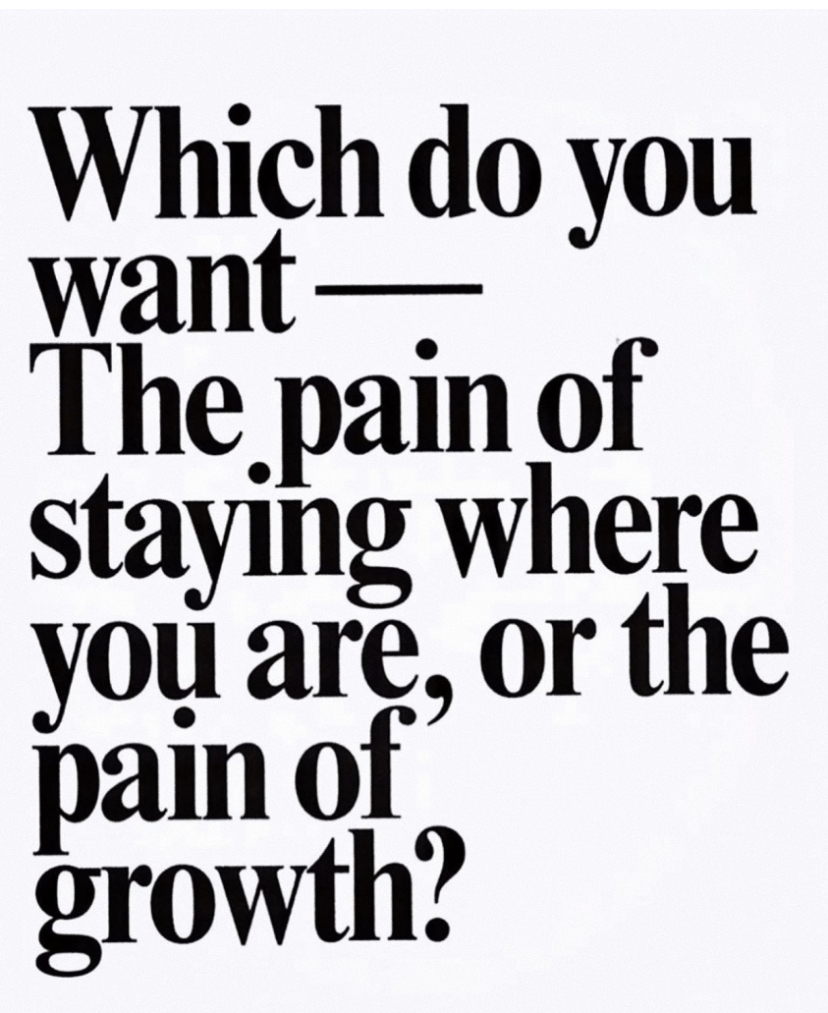 Which do you
want —
The pain of
staying where
you are, or the
pain of
growth?